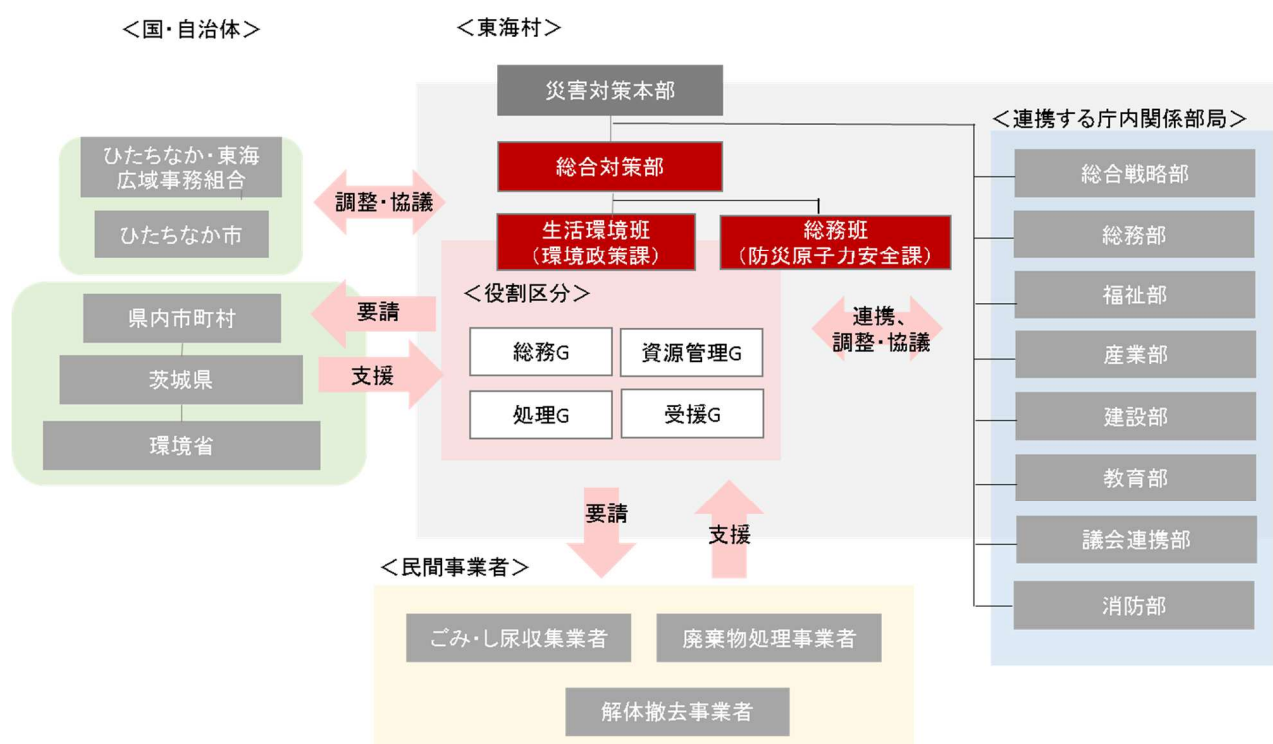 ＜国・自治体＞
＜東海村＞
災害対策本部
＜連携する庁内関係部局＞
ひたちなか・東海
広域事務組合
ひたちなか市
調整・協議
総合対策部
生活環境班
（環境政策課）
総務班
（防災原子力安全課）
県内市町村
茨城県
環境省
要請
支援
＜役割区分＞
総務G
資源管理G
処理G
受援G
連携、
調整・協議
総合戦略部
総務部
福祉部
産業部
建設部
教育部
議会連携部
消防部
要請
支援
＜民間事業者＞
ごみ・し尿収集業者
廃棄物処理事業者
解体撤去事業者